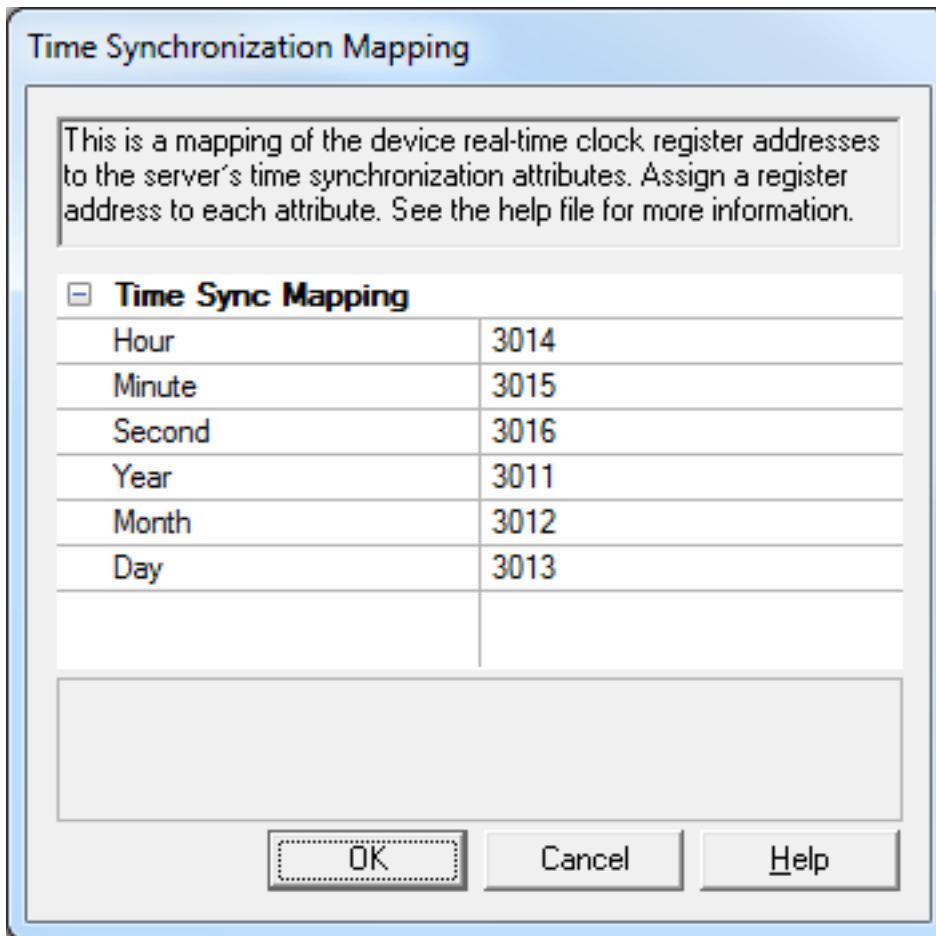 Time Synchronization Mapping
This is a mapping of the device real-time clock register addresses
to the server's time synchronization attributes. Assign a register
address to each attribute. See the help file for more information.
Time Sync Mapping
Hour 3014
Minute 3015
Second 3016
Year 3011
Month 3012
Day 3013
OK Cancel Help